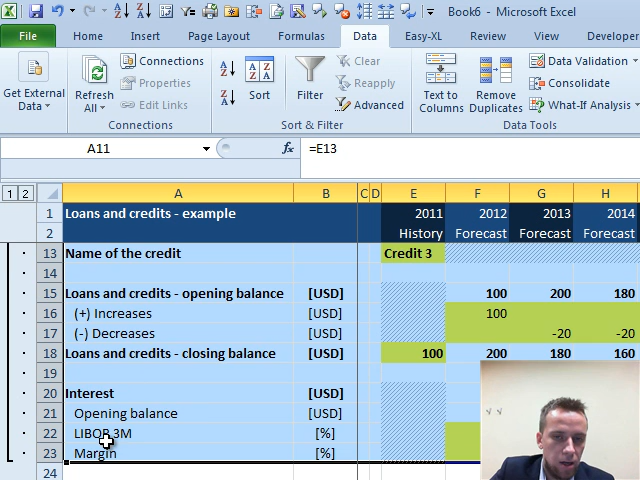 Book6 - Microsoft Excel
File Home Insert Page Layout Formulas Data Easy-XL Review View Developer
Get External Data
Refresh All
Connections
Properties
Edit Links
Connections
Sort
Filter
Clear
Reapply
Advanced
Sort & Filter
Text to Columns
Remove Duplicates
Data Validation
Consolidate
What-If Analysis
Data Tools
A11 fx =E13
1 2 A B C D E F G H
1 Loans and credits - example 2011 2012 2013 2014
2 History Forecast Forecast Forecast
13 Name of the credit Credit 3
14
15 Loans and credits - opening balance [USD] 100 200 180
16 (+) Increases [USD] 100
17 (-) Decreases [USD] -20 -20
18 Loans and credits - closing balance [USD] 100 200 180 160
19
20 Interest [USD]
21 Opening balance [USD]
22 LIBOR 3M [%]
23 Margin [%]
24